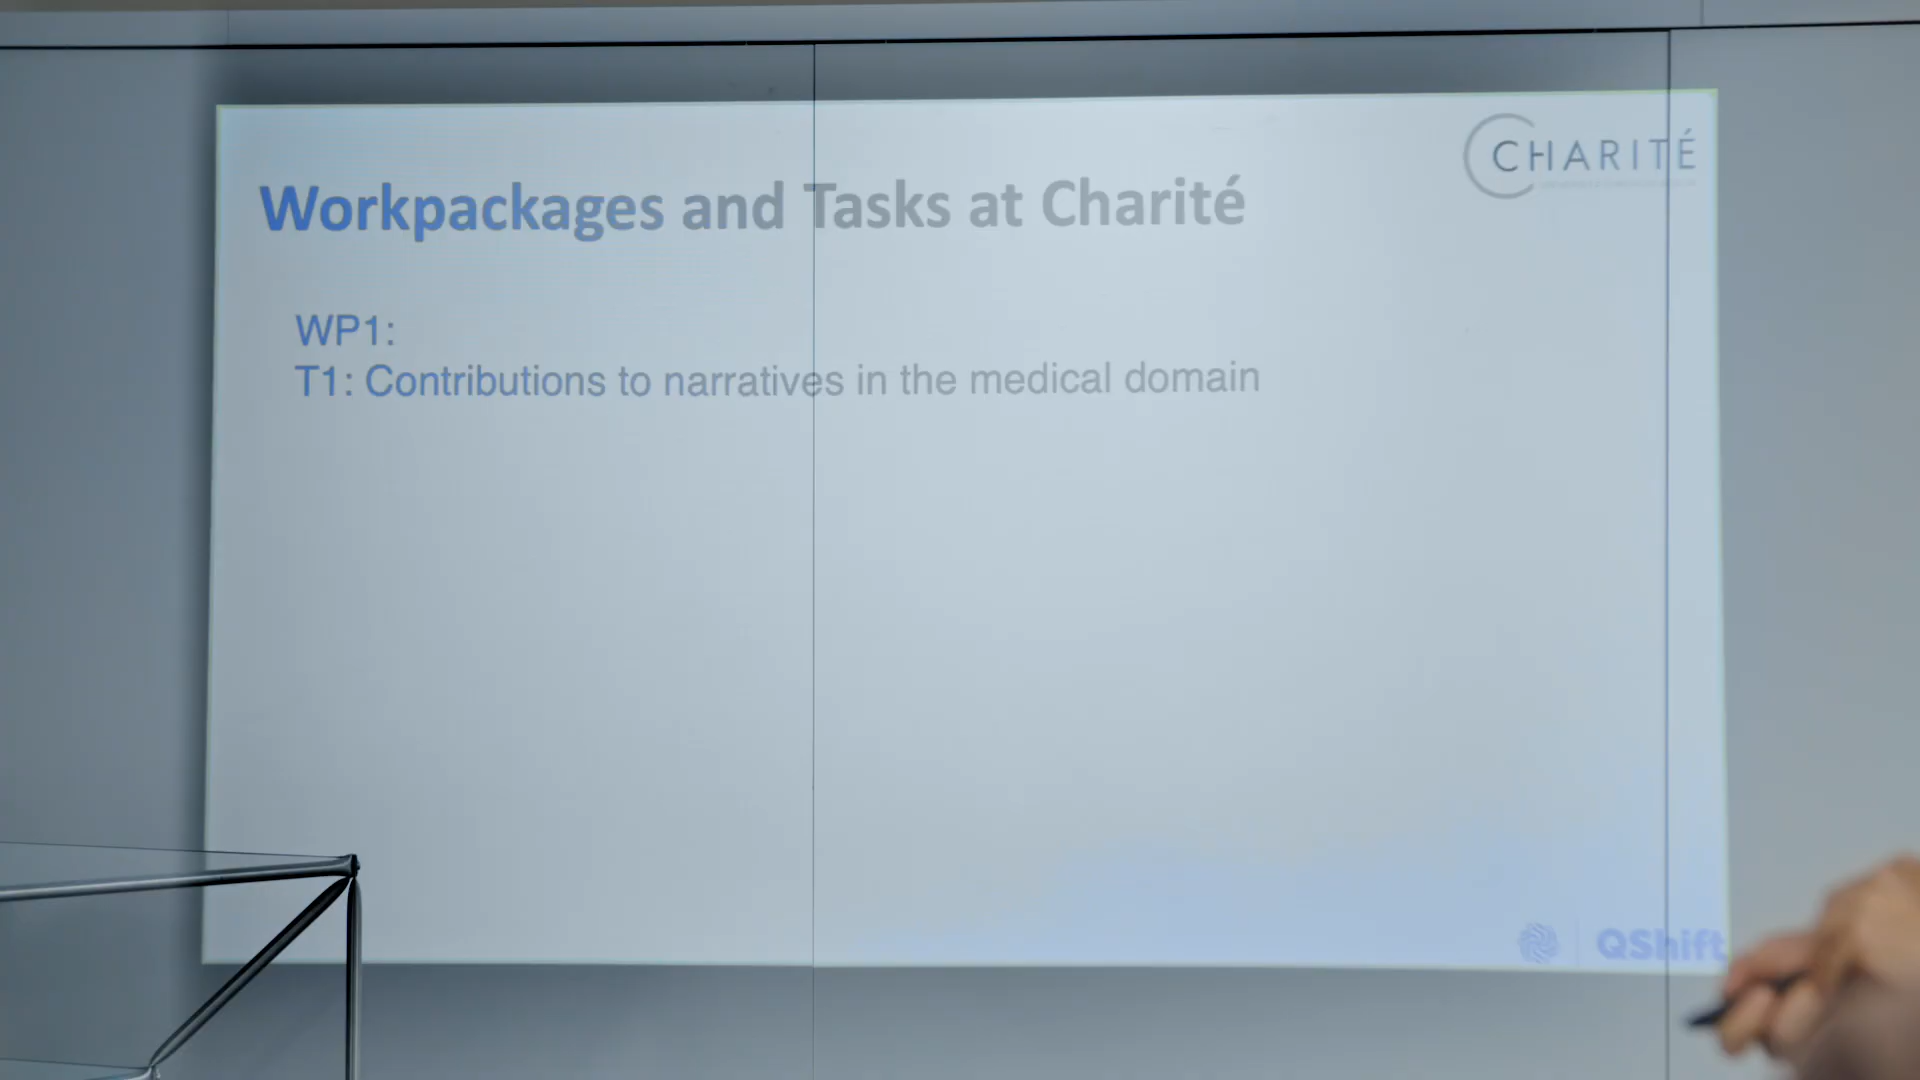 CHARITÉ
Workpackages and Tasks at Charité
WP1:
T1: Contributions to narratives in the medical domain
QShift